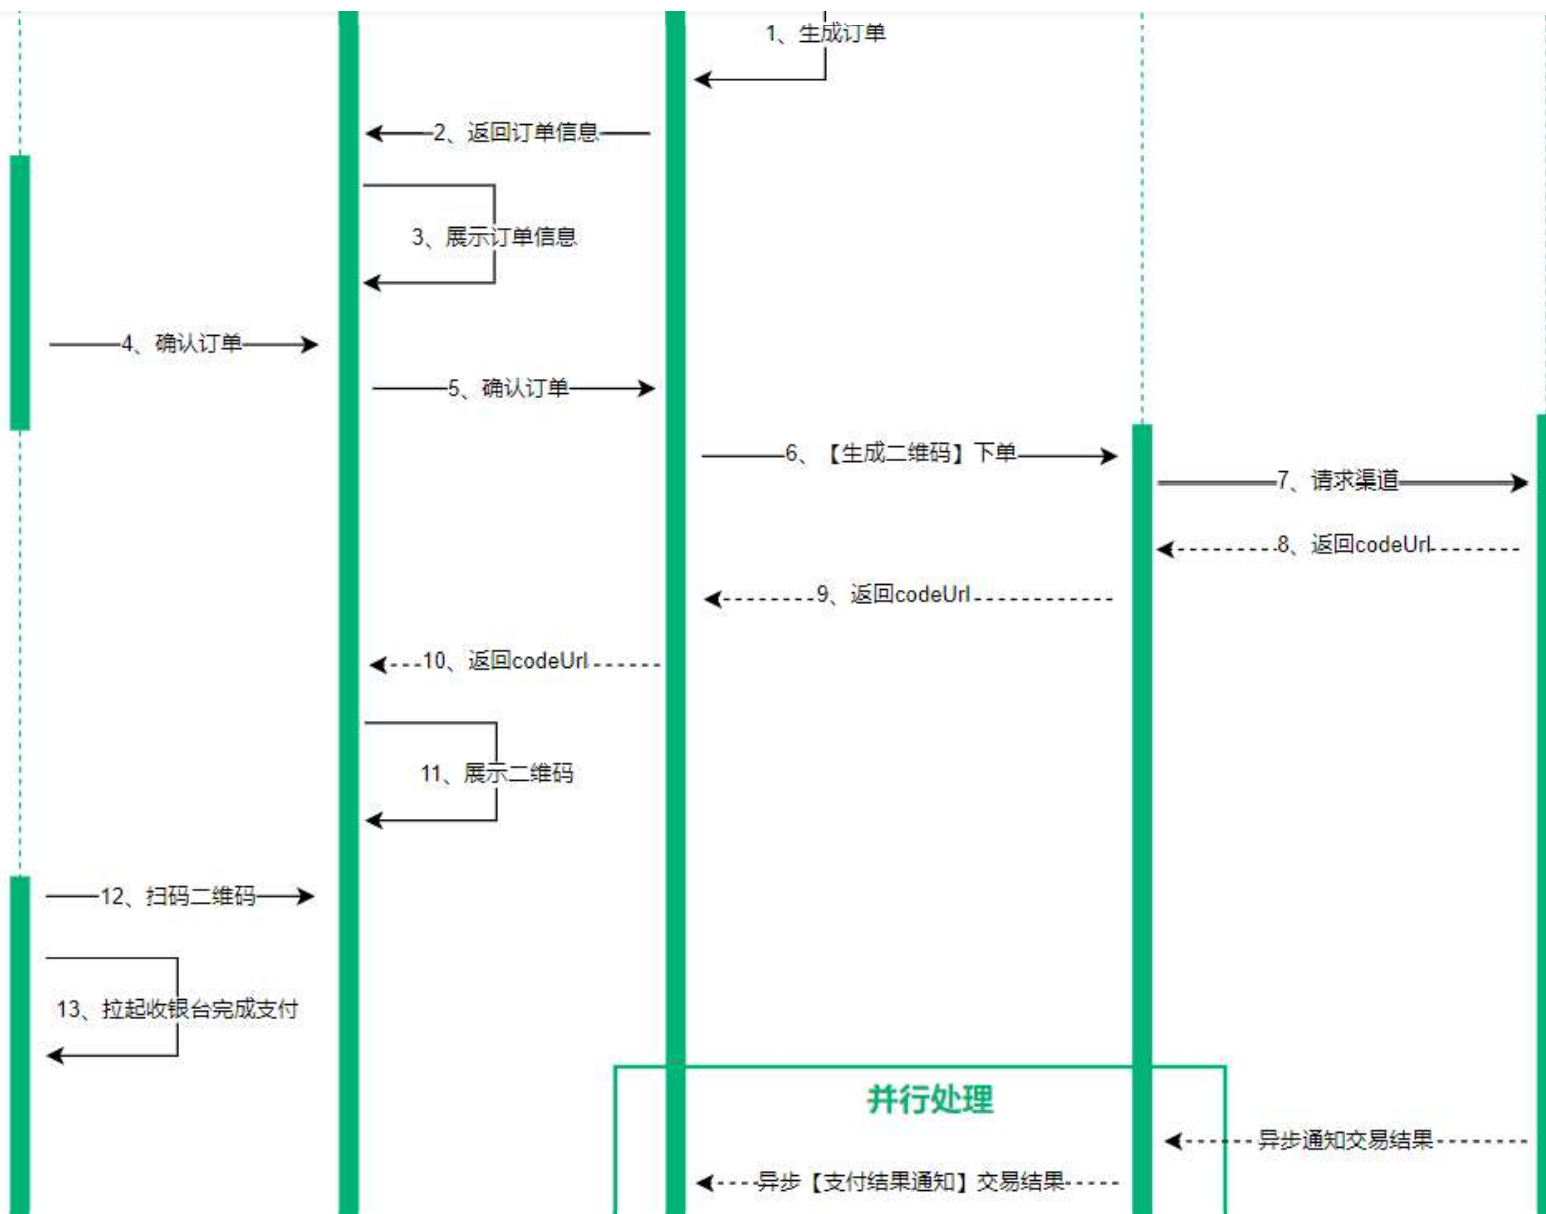 1、生成订单
2、返回订单信息
3、展示订单信息
4、确认订单
5、确认订单
6、【生成二维码】下单
7、请求渠道
8、返回codeUrl
9、返回codeUrl
10、返回codeUrl
11、展示二维码
12、扫码二维码
13、拉起收银台完成支付
并行处理
异步通知交易结果
异步【支付结果通知】交易结果